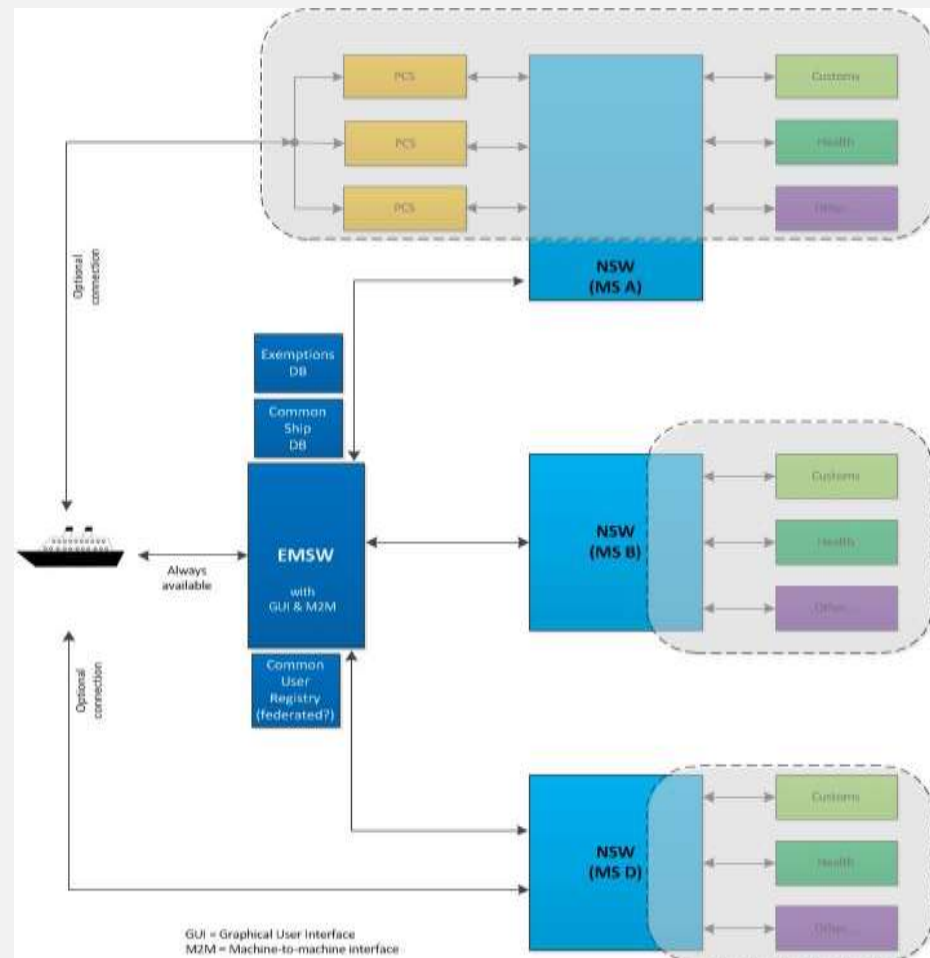 PCS
Customs
PCS
Health
PCS
Other...
NSW
(MS A)
Optional
connection
Exemptions
DB
Common
Ship
DB
EMSW
with
GUI & M2M
Always
available
NSW
(MS B)
Customs
Health
Other...
Common
User
Registry
(federated?)
Optional
connection
NSW
(MS D)
Customs
Health
Other...
GUI = Graphical User Interface
M2M = Machine-to-machine interface